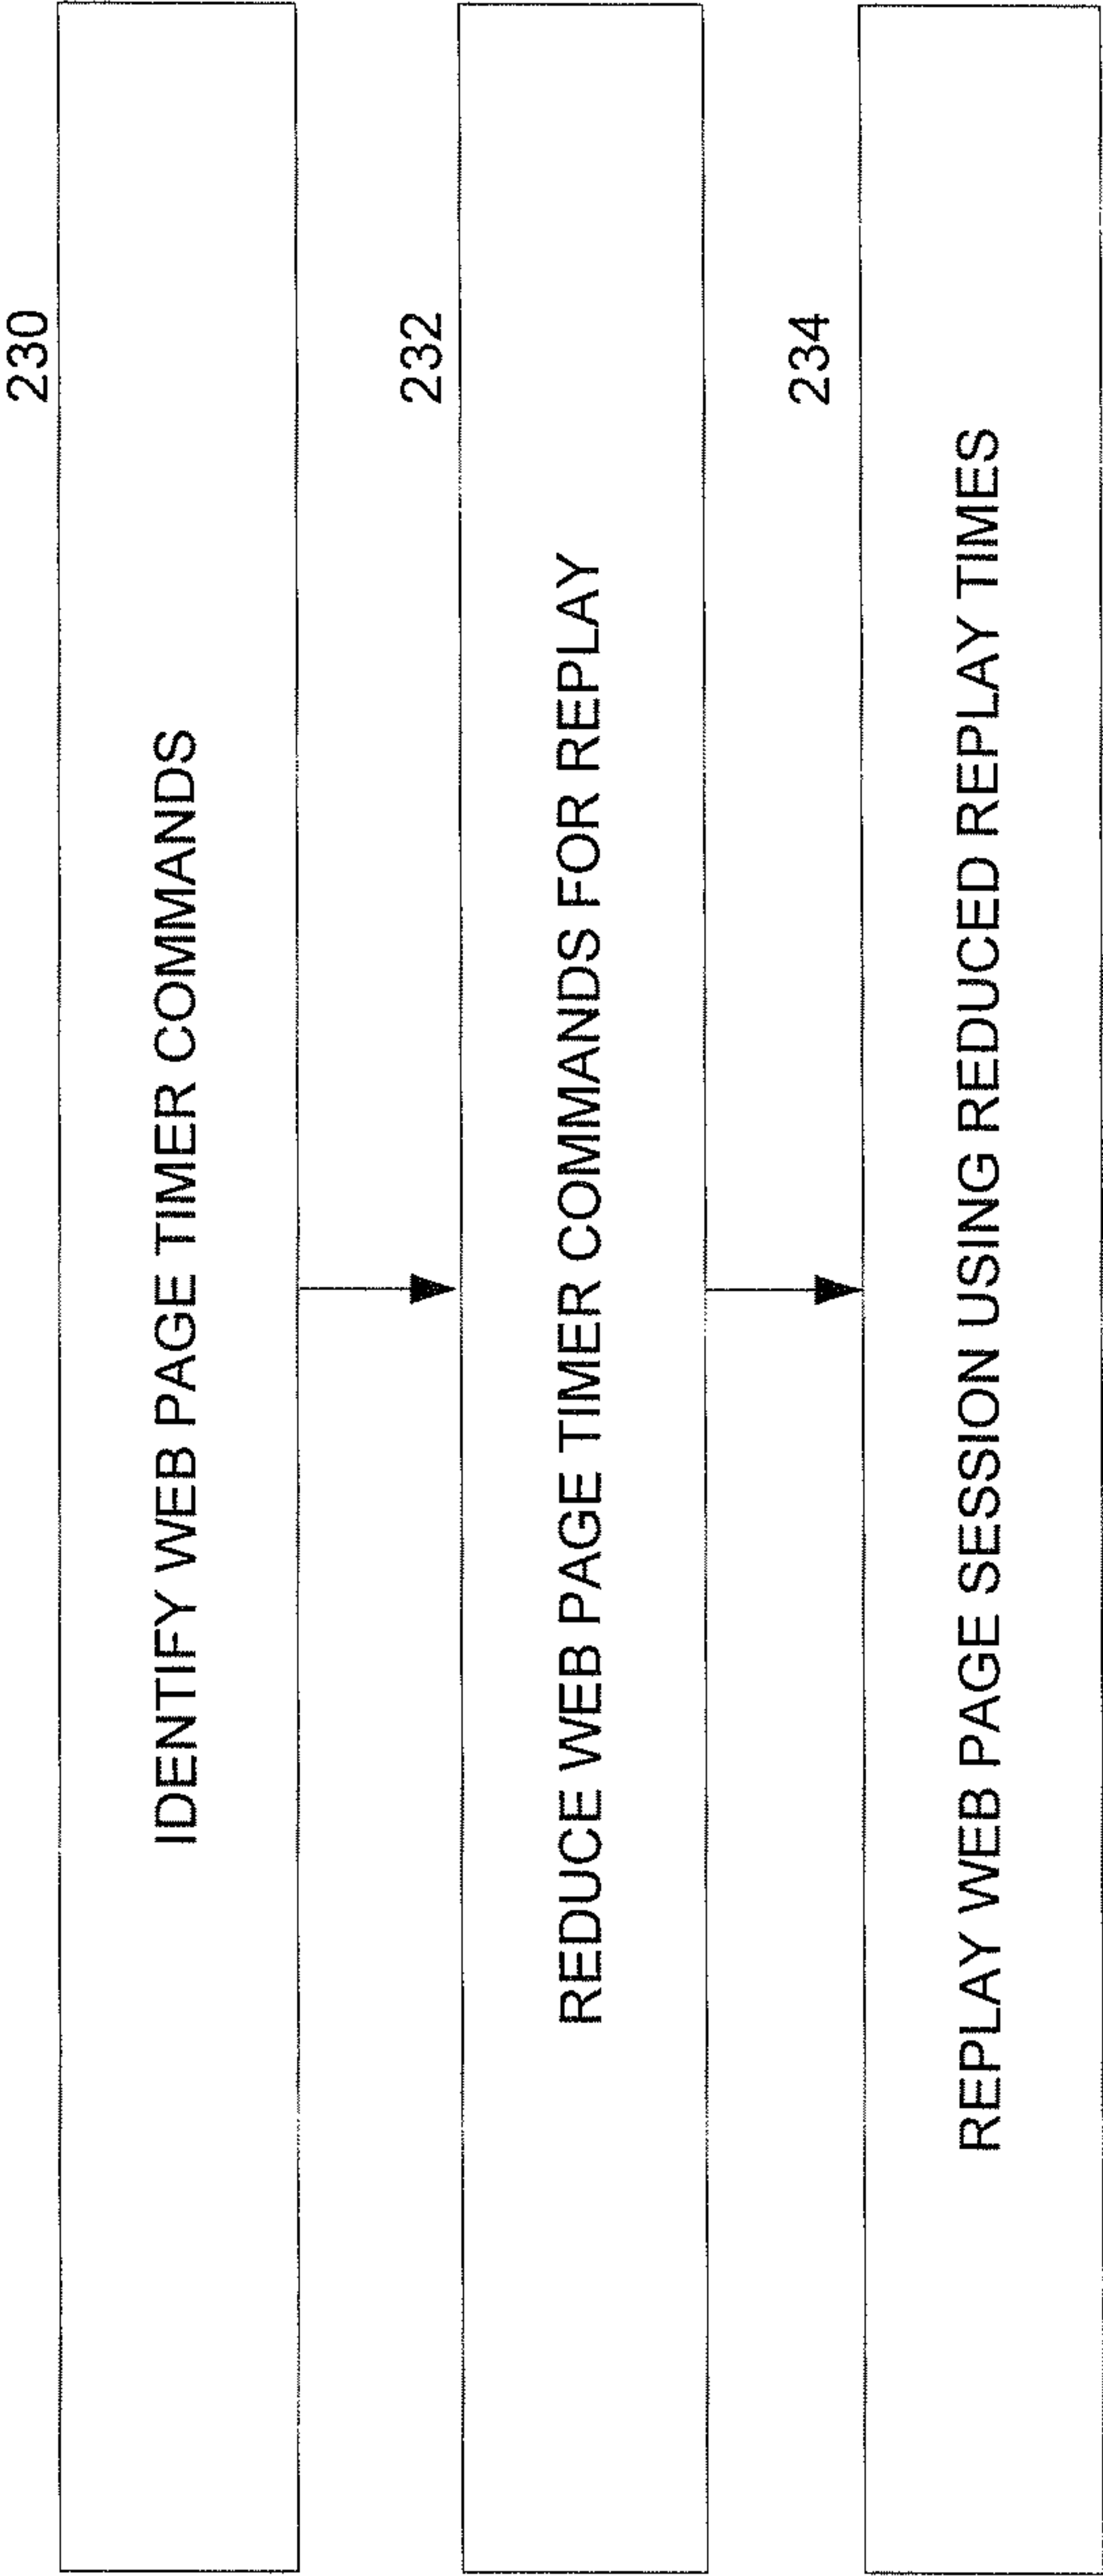 230
IDENTIFY WEB PAGE TIMER COMMANDS
232
REDUCE WEB PAGE TIMER COMMANDS FOR REPLAY
234
REPLAY WEB PAGE SESSION USING REDUCED REPLAY TIMES